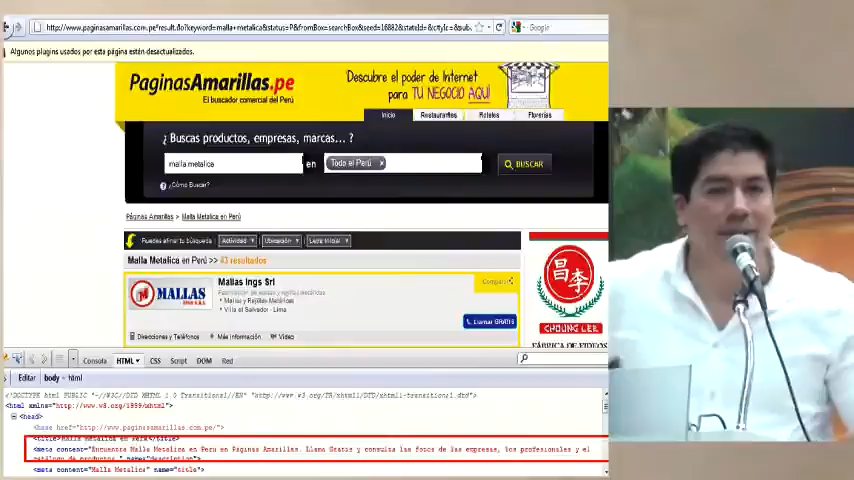 http://www.paginasamarillas.com.pe/result.do?keyword=malla+metalica&status=P&fromBox=searchBox&seed=16882&stateId=&cityId=&sub
Google
Algunos plugins usados por esta página estén desactualizados.
PaginasAmarillas.pe
El buscador comercial del Perú
Descubre el poder de Internet
para TU NEGOCIO AQUÍ
Inicio Restaurantes Hoteles Florerías
¿ Buscas productos, empresas, marcas... ?
malla metalica en Todo el Perú x BUSCAR
¿Cómo Buscar?
Páginas Amarillas > Malla Metalica en Perú
Puedes afinar tu búsqueda Actividad Ubicación Letra Inicial
Malla Metalica en Perú >> 43 resultados
MALLAS
Mallas Ings Srl
Compara
• Mallas y Rejillas Metálicas
• Villa el Salvador - Lima
Llamar GRATIS
Direcciones y Teléfonos Más información Video
昌李
CHOUNG LEE
FÁBRICA DE FIDEOS
Consola HTML CSS Script DOM Red
Editar body < html
<!DOCTYPE html PUBLIC "-//W3C//DTD XHTML 1.0 Transitional//EN" "http://www.w3.org/TR/xhtml1/DTD/xhtml1-transitional.dtd">
<html xmlns="http://www.w3.org/1999/xhtml">
<head>
<base href="http://www.paginasamarillas.com.pe/">
<title>Malla Metalica en Perú</title>
<meta content="Encuentra Malla Metalica en Peru en Paginas Amarillas. Llama Gratis y consulta las fotos de las empresas, los profesionales y el
catálogo de productos." name="description">
<meta content="Malla Metalica" name="title">